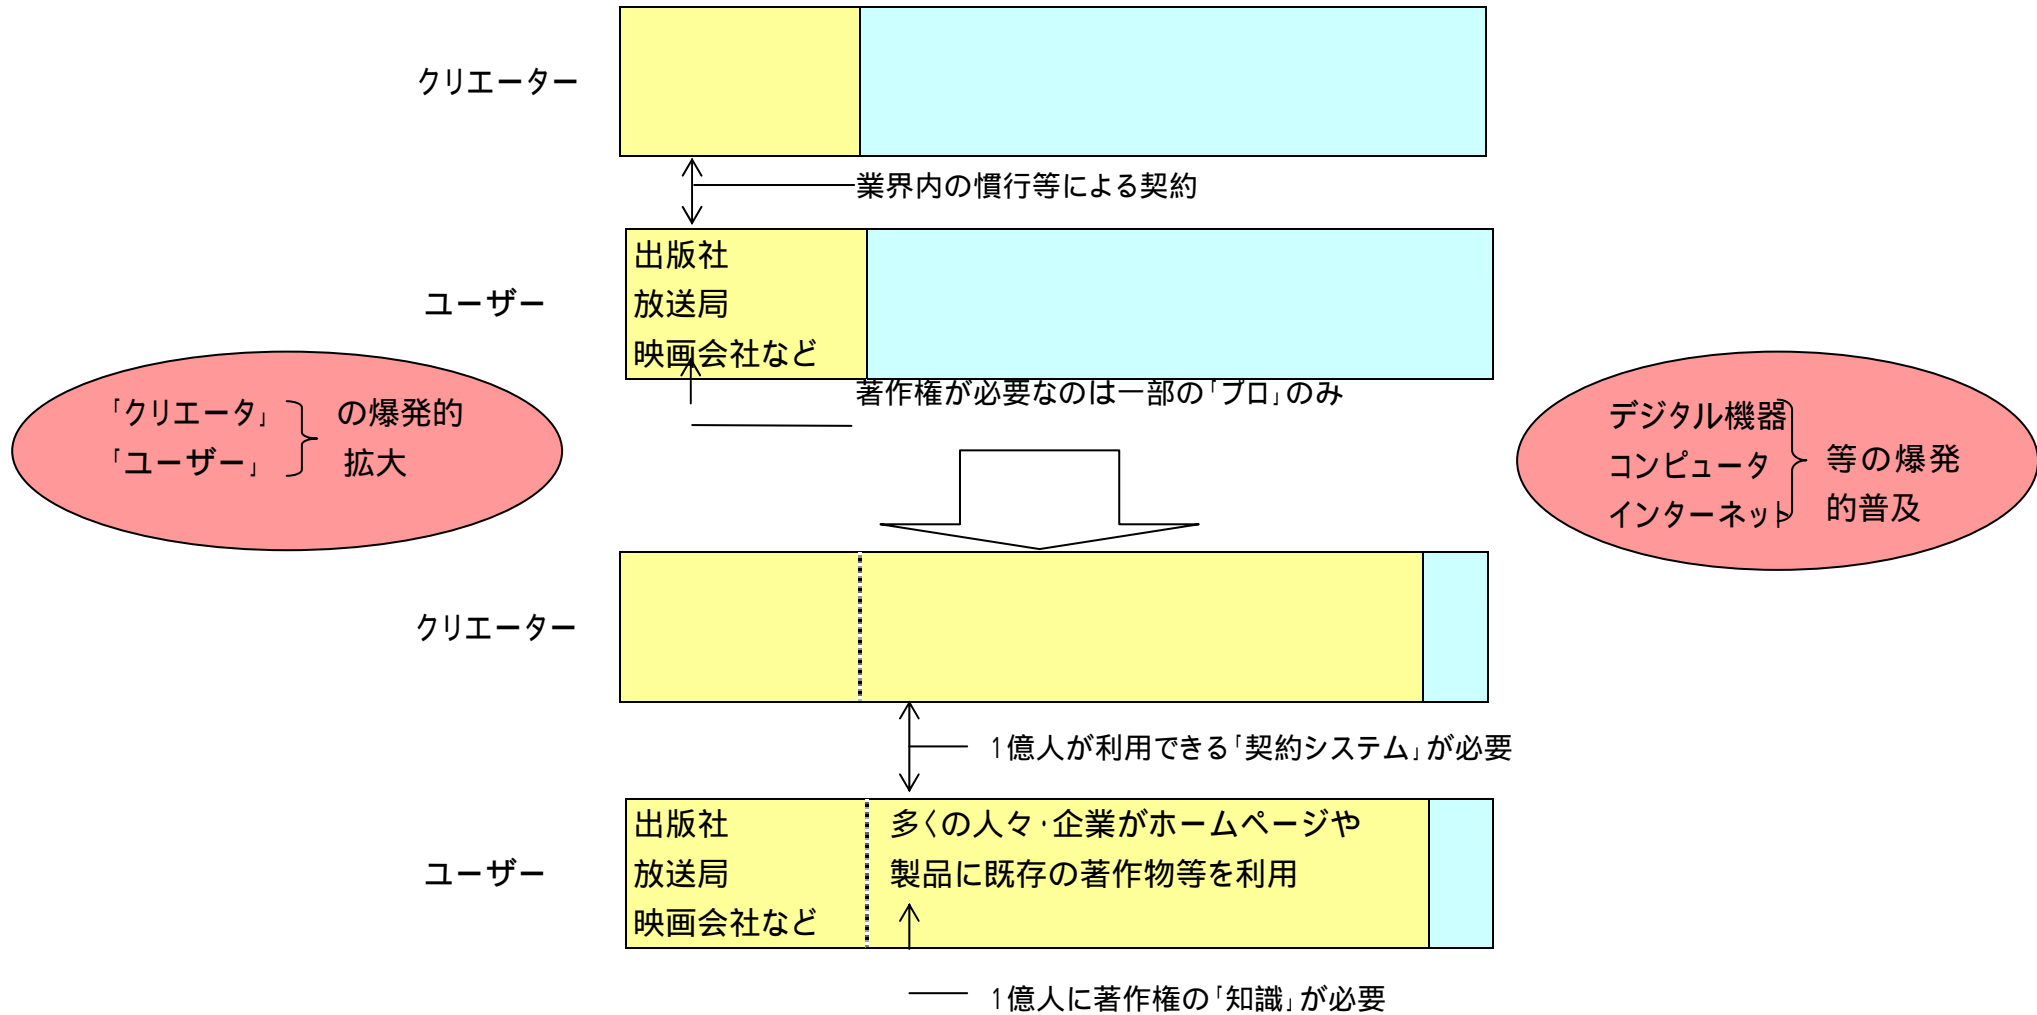 クリエーター
業界内の慣行等による契約
ユーザー
出版社
放送局
映画会社など
著作権が必要なのは一部の「プロ」のみ
「クリエータ」
「ユーザー」
の爆発的
拡大
デジタル機器
コンピュータ
インターネット
等の爆発
的普及
クリエーター
1億人が利用できる「契約システム」が必要
ユーザー
出版社
放送局
映画会社など
多くの人々・企業がホームページや
製品に既存の著作物等を利用
1億人に著作権の「知識」が必要